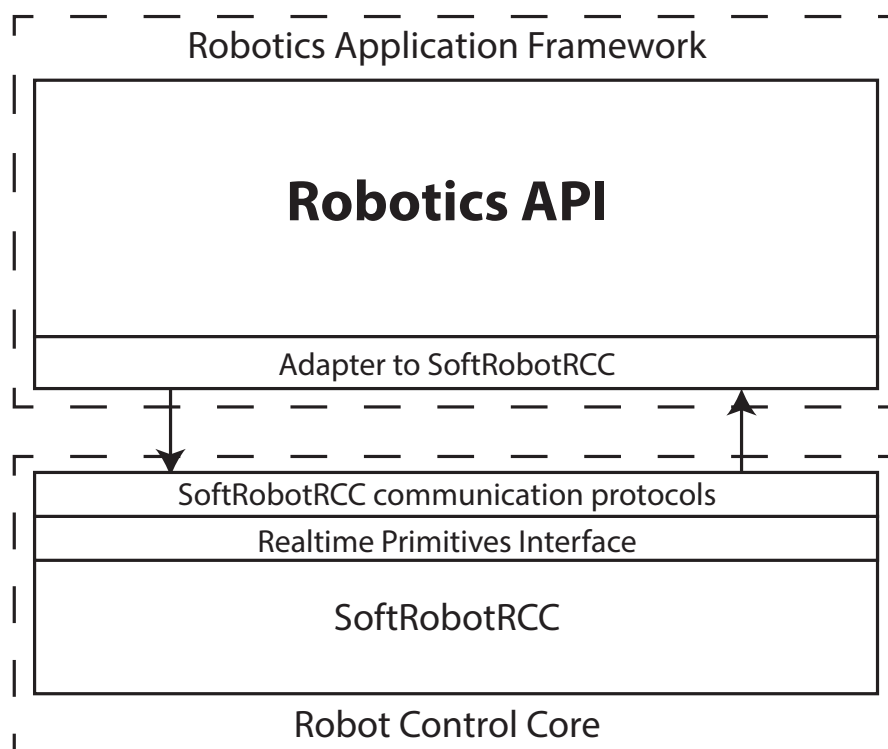 Robotics Application Framework
Robotics API
Adapter to SoftRobotRCC
SoftRobotRCC communication protocols
Realtime Primitives Interface
SoftRobotRCC
Robot Control Core